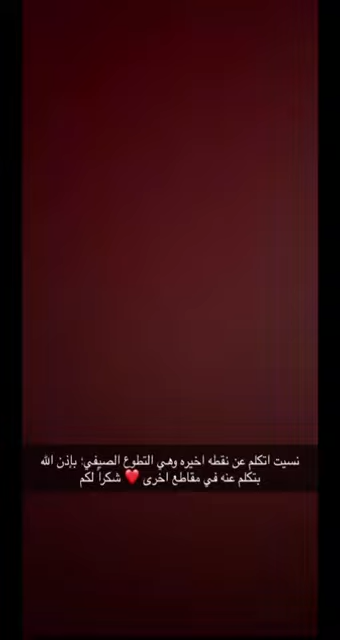 نسيت اتكلم عن نقطه اخيره وهي التطوع الصيفي؛ بإذن الله
بتكلم عنه في مقاطع اخرى ❤️ شكراً لكم